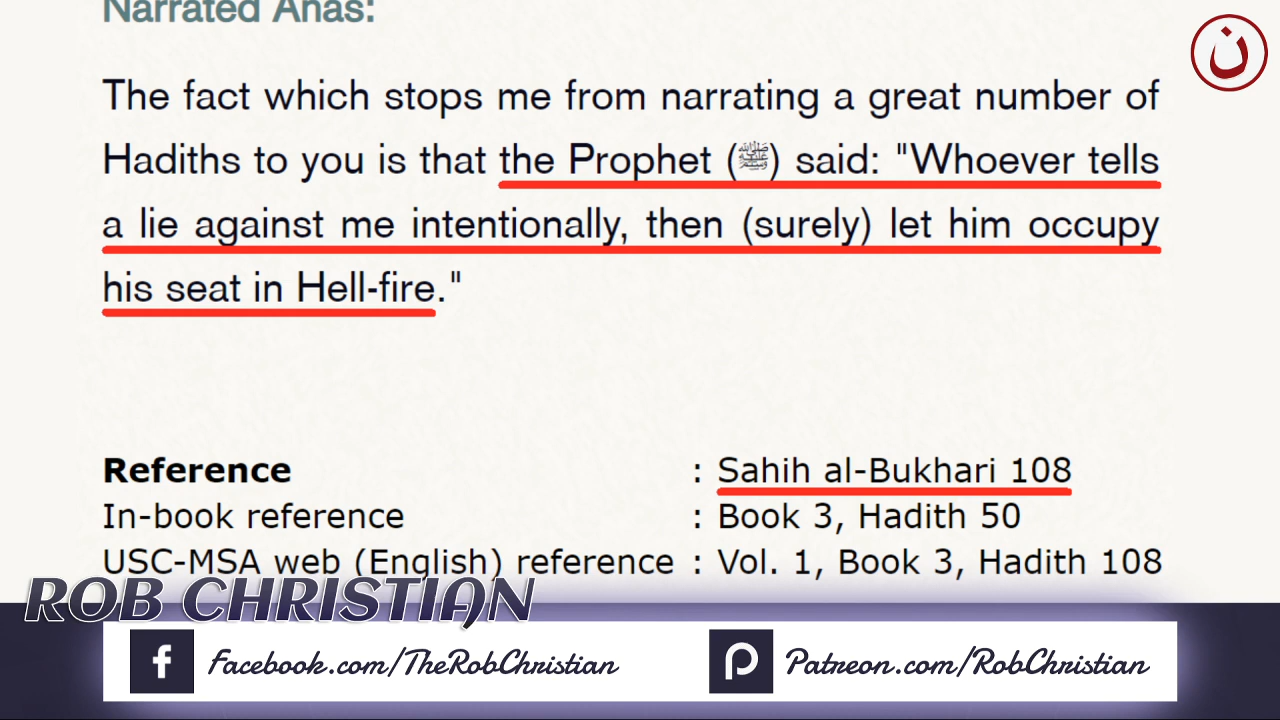 Narrated Anas:
ن
The fact which stops me from narrating a great number of
Hadiths to you is that the Prophet (ﷺ) said: "Whoever tells
a lie against me intentionally, then (surely) let him occupy
his seat in Hell-fire."
Reference : Sahih al-Bukhari 108
In-book reference : Book 3, Hadith 50
USC-MSA web (English) reference : Vol. 1, Book 3, Hadith 108
ROB CHRISTIAN
Facebook.com/TheRobChristian
Patreon.com/RobChristian